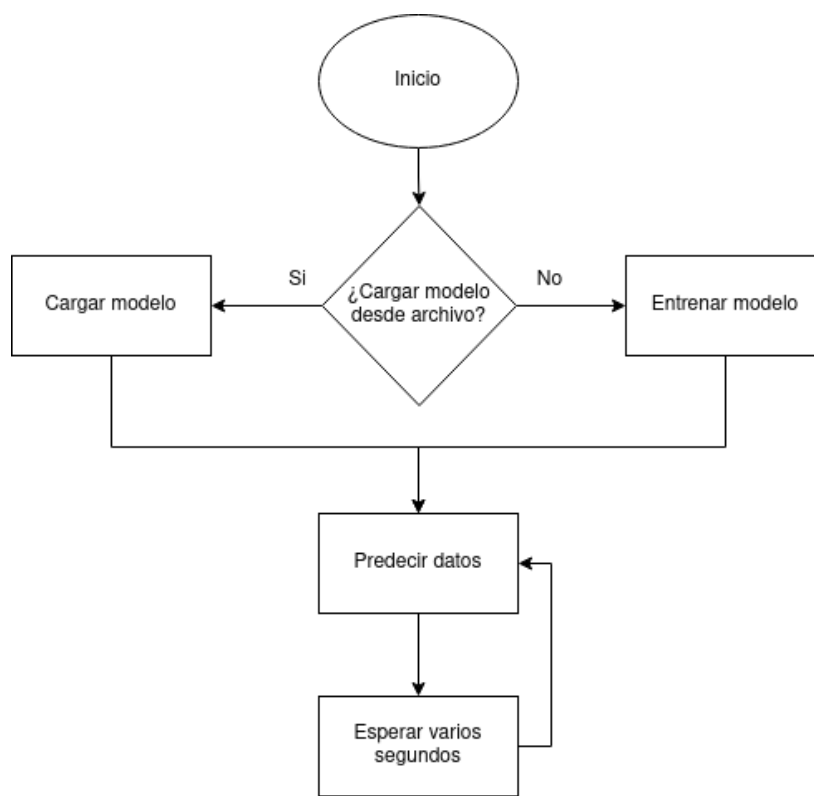 Inicio
Si
¿Cargar modelo
desde archivo?
No
Cargar modelo
Entrenar modelo
Predecir datos
Esperar varios
segundos